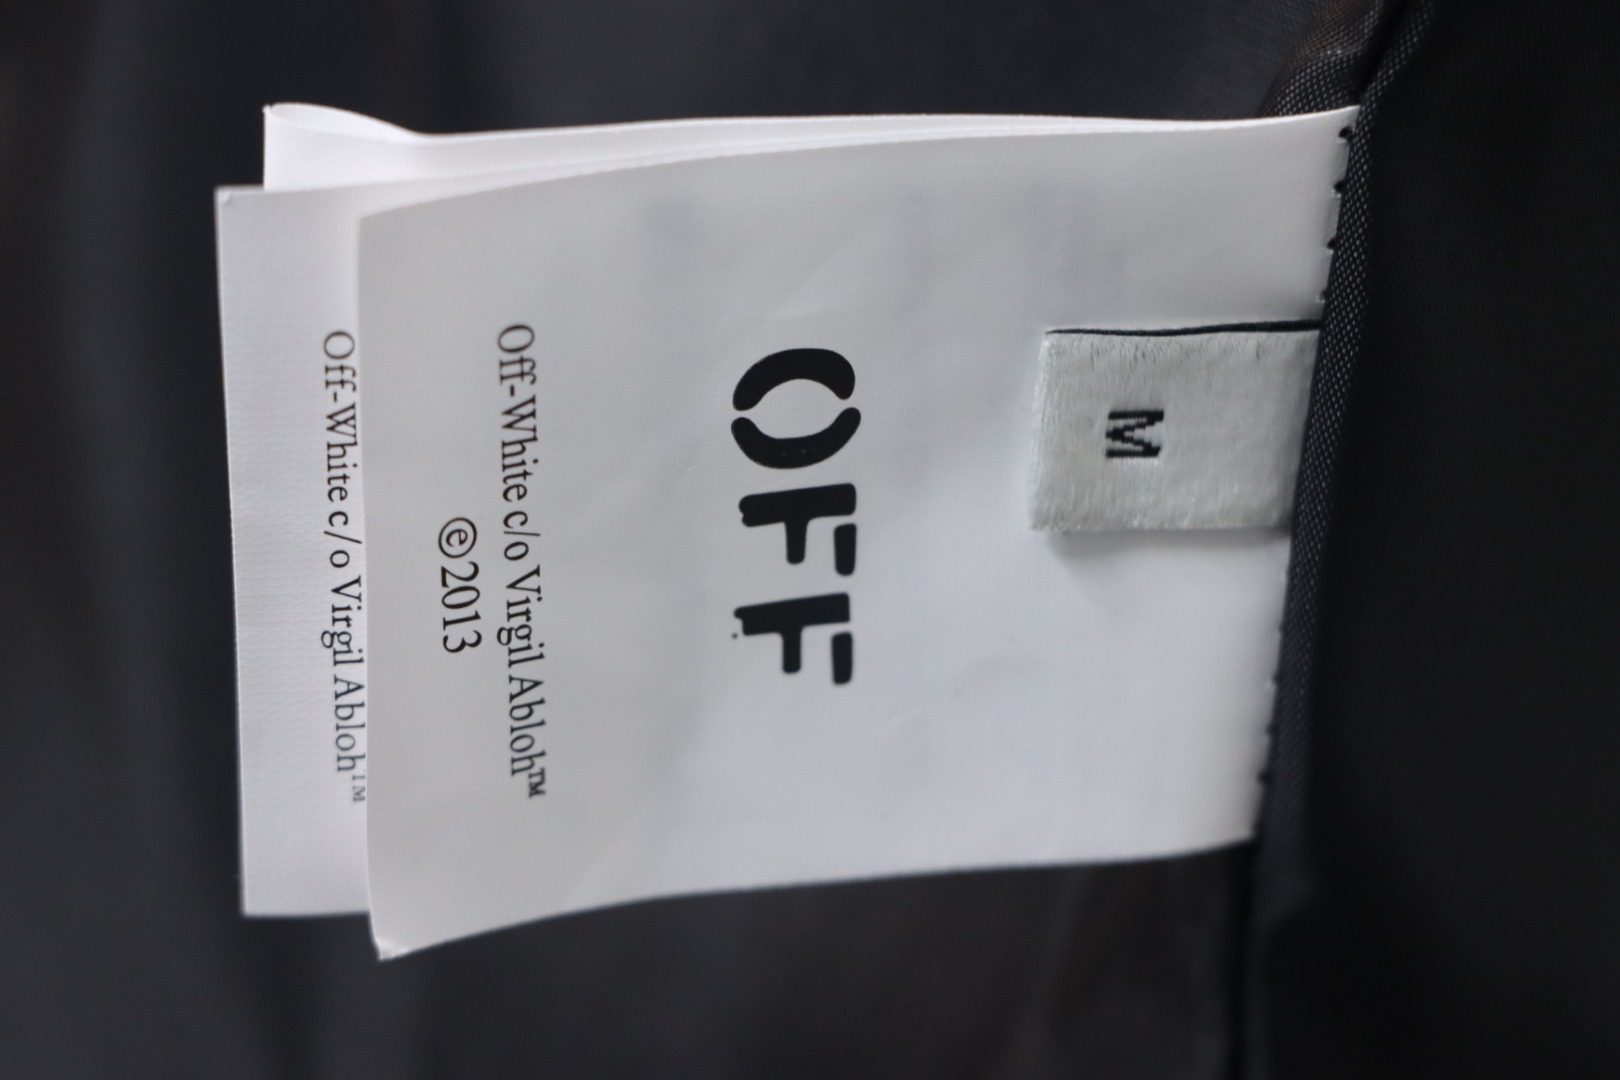 M
OFF
Off-White c/o Virgil Abloh™
©2013
Off-White c/o Virgil Abloh™